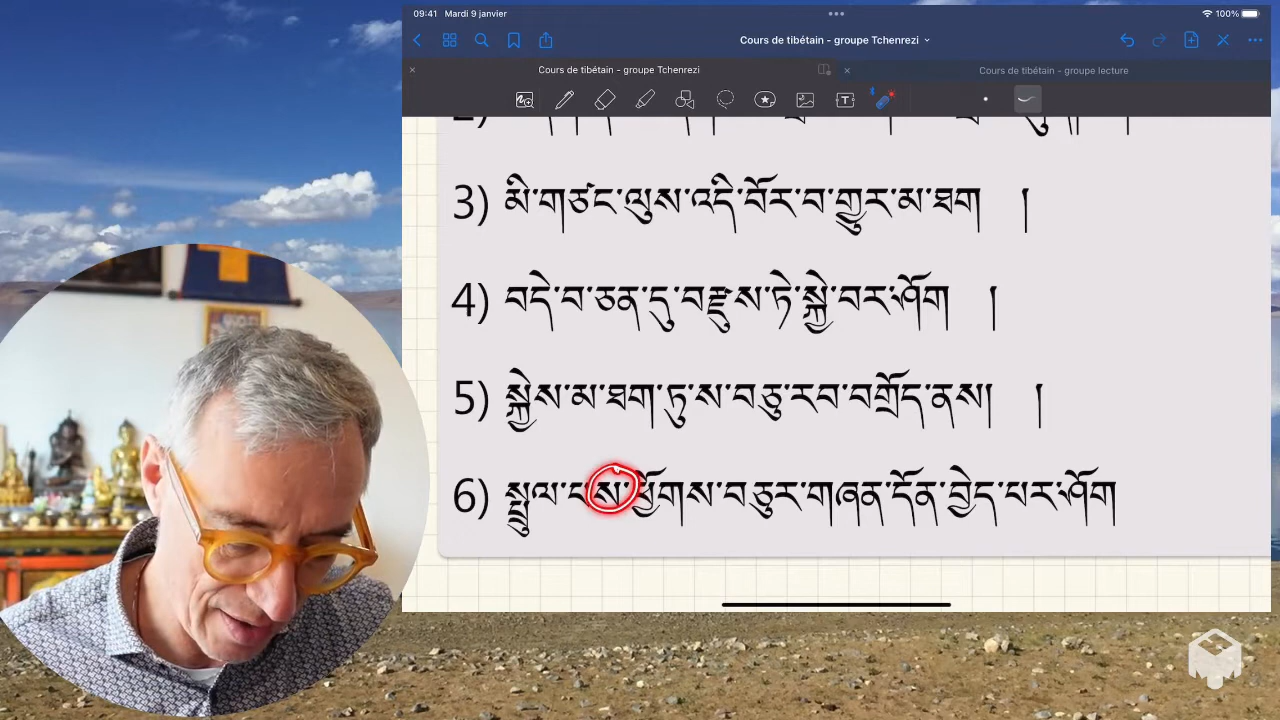 09:41 Mardi 9 janvier
100%
Cours de tibétain - groupe Tchenrezi
Cours de tibétain - groupe Tchenrezi
Cours de tibétain - groupe lecture
3) མི་གཙང་ལུས་འདི་བོར་བ་གྱུར་མ་ཐག །
4) བདེ་བ་ཅན་དུ་བརྫུས་ཏེ་སྐྱེ་བར་ཤོག །
5) སྐྱེས་མ་ཐག་ཏུ་ས་བཅུ་རབ་བགྲོད་ནས། །
6) སྤྲུལ་པས་ཕྱོགས་བཅུར་གཞན་དོན་བྱེད་པར་ཤོག